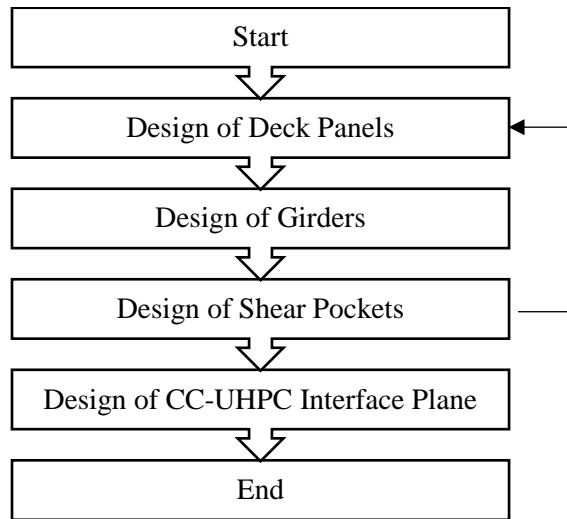 Start
Design of Deck Panels
Design of Girders
Design of Shear Pockets
Design of CC-UHPC Interface Plane
End